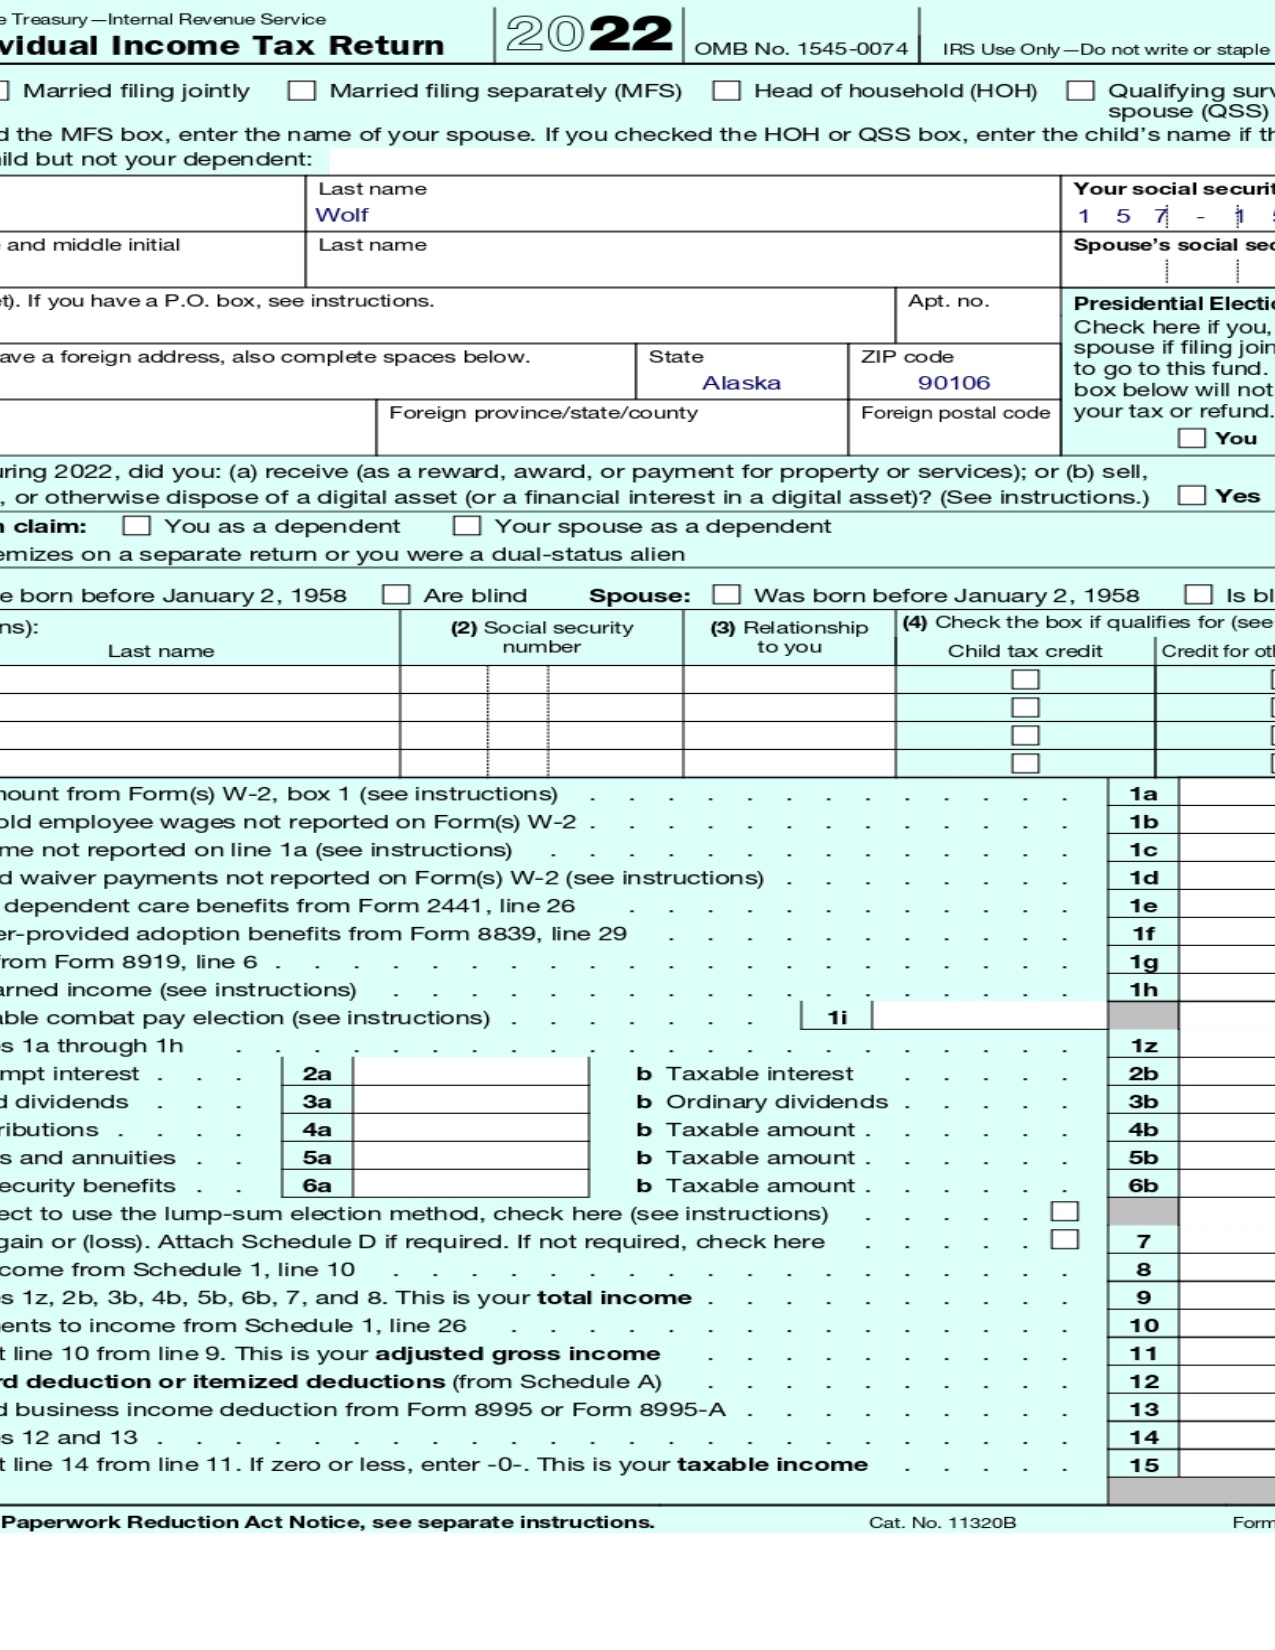 e Treasury—Internal Revenue Service
vidual Income Tax Return 2022 OMB No. 1545-0074 IRS Use Only—Do not write or staple
Married filing jointly Married filing separately (MFS) Head of household (HOH) Qualifying surv
spouse (QSS)
d the MFS box, enter the name of your spouse. If you checked the HOH or QSS box, enter the child's name if th
ild but not your dependent:
Last name Your social securit
Wolf 1 5 7 - 1 5
e and middle initial Last name Spouse's social sec
et). If you have a P.O. box, see instructions. Apt. no. Presidential Electio
Check here if you,
ave a foreign address, also complete spaces below. State ZIP code spouse if filing join
to go to this fund.
Alaska 90106 box below will not
Foreign province/state/county Foreign postal code your tax or refund.
You
uring 2022, did you: (a) receive (as a reward, award, or payment for property or services); or (b) sell,
, or otherwise dispose of a digital asset (or a financial interest in a digital asset)? (See instructions.) Yes
n claim: You as a dependent Your spouse as a dependent
emizes on a separate return or you were a dual-status alien
e born before January 2, 1958 Are blind Spouse: Was born before January 2, 1958 Is bl
ns): (2) Social security number (3) Relationship to you (4) Check the box if qualifies for (see
Last name Child tax credit Credit for oth
nount from Form(s) W-2, box 1 (see instructions) . . . . . . . . . . . . . 1a
old employee wages not reported on Form(s) W-2 . . . . . . . . . . . . . 1b
me not reported on line 1a (see instructions) . . . . . . . . . . . . . . 1c
d waiver payments not reported on Form(s) W-2 (see instructions) . . . . . . . . 1d
dependent care benefits from Form 2441, line 26 . . . . . . . . . . . . 1e
er-provided adoption benefits from Form 8839, line 29 . . . . . . . . . . . 1f
from Form 8919, line 6 . . . . . . . . . . . . . . . . . . . . . 1g
arned income (see instructions) . . . . . . . . . . . . . . . . . . 1h
able combat pay election (see instructions) . . . . . . . 1i
es 1a through 1h . . . . . . . . . . . . . . . . . . . . . . 1z
mpt interest . . . 2a b Taxable interest . . . . . 2b
d dividends . . . 3a b Ordinary dividends . . . . . 3b
ributions . . . . 4a b Taxable amount . . . . . . 4b
s and annuities . . 5a b Taxable amount . . . . . . 5b
ecurity benefits . . 6a b Taxable amount . . . . . . 6b
ect to use the lump-sum election method, check here (see instructions) . . . . .
gain or (loss). Attach Schedule D if required. If not required, check here . . . . . 7
come from Schedule 1, line 10 . . . . . . . . . . . . . . . . . . 8
s 1z, 2b, 3b, 4b, 5b, 6b, 7, and 8. This is your total income . . . . . . . . . . 9
ents to income from Schedule 1, line 26 . . . . . . . . . . . . . . . 10
t line 10 from line 9. This is your adjusted gross income . . . . . . . . . . 11
rd deduction or itemized deductions (from Schedule A) . . . . . . . . . . 12
d business income deduction from Form 8995 or Form 8995-A . . . . . . . . . 13
s 12 and 13 . . . . . . . . . . . . . . . . . . . . . . . . 14
t line 14 from line 11. If zero or less, enter -0-. This is your taxable income . . . . . 15
Paperwork Reduction Act Notice, see separate instructions. Cat. No. 11320B Form